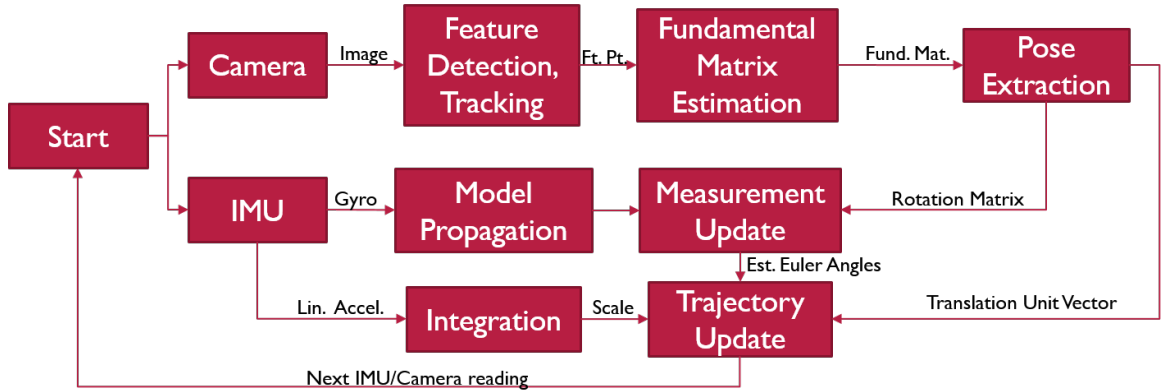 Camera
Image
Feature
Detection,
Tracking
Ft. Pt.
Fundamental
Matrix
Estimation
Fund. Mat.
Pose
Extraction
Start
IMU
Gyro
Model
Propagation
Measurement
Update
Rotation Matrix
Est. Euler Angles
Lin. Accel.
Integration
Scale
Trajectory
Update
Translation Unit Vector
Next IMU/Camera reading